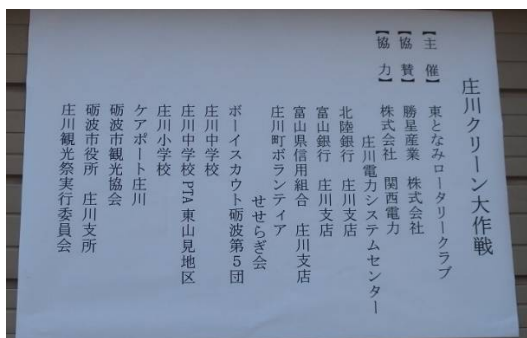 庄川クリーン大作戦
【主 催】 東となみロータリークラブ
【協 賛】 勝星産業 株式会社
【協 力】 株式会社 関西電力
庄川電力システムセンター
北陸銀行 庄川支店
富山銀行 庄川支店
富山県信用組合 庄川支店
庄川町ボランティア
せせらぎ会
ボーイスカウト砺波第5団
庄川中学校
庄川中学校 PTA 東山見地区
庄川小学校
ケアポート庄川
砺波市観光協会
砺波市役所 庄川支所
庄川観光祭実行委員会